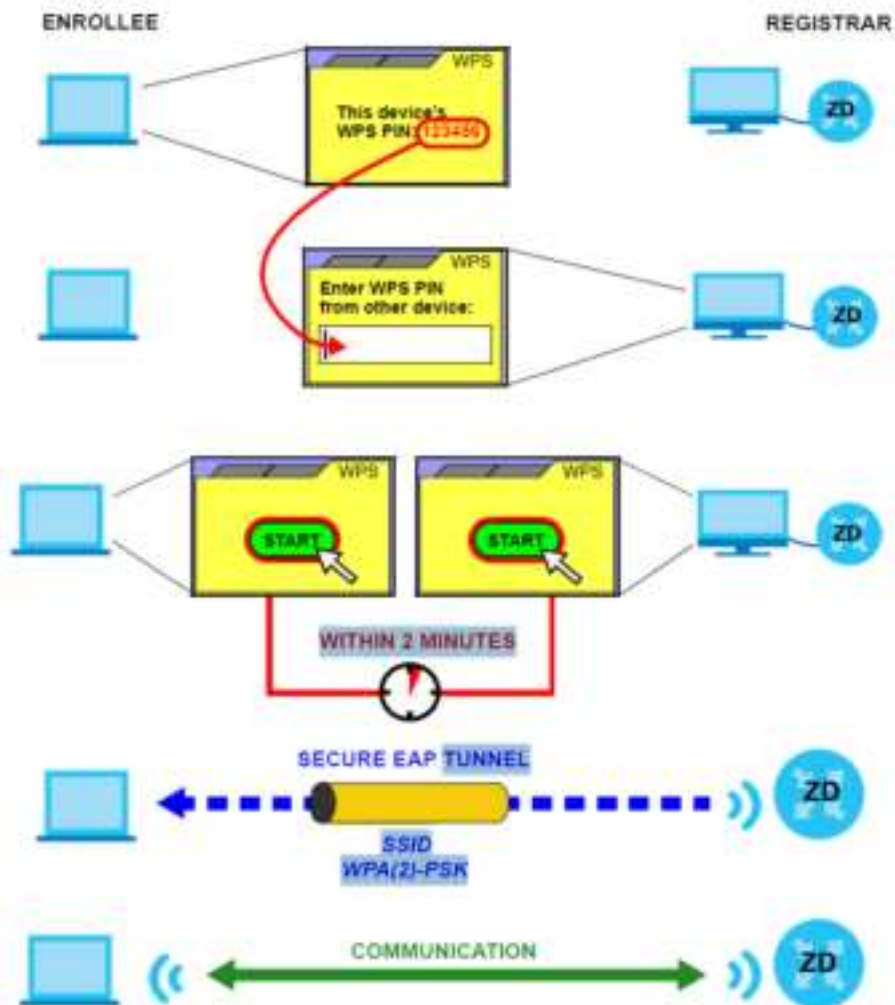 ENROLLEE
REGISTRAR
WPS
This device's
WPS PIN: 123456
ZD
WPS
Enter WPS PIN
from other device:
ZD
WPS
WPS
START
START
ZD
WITHIN 2 MINUTES
SECURE EAP TUNNEL
ZD
SSID
WPA(2)-PSK
COMMUNICATION
ZD